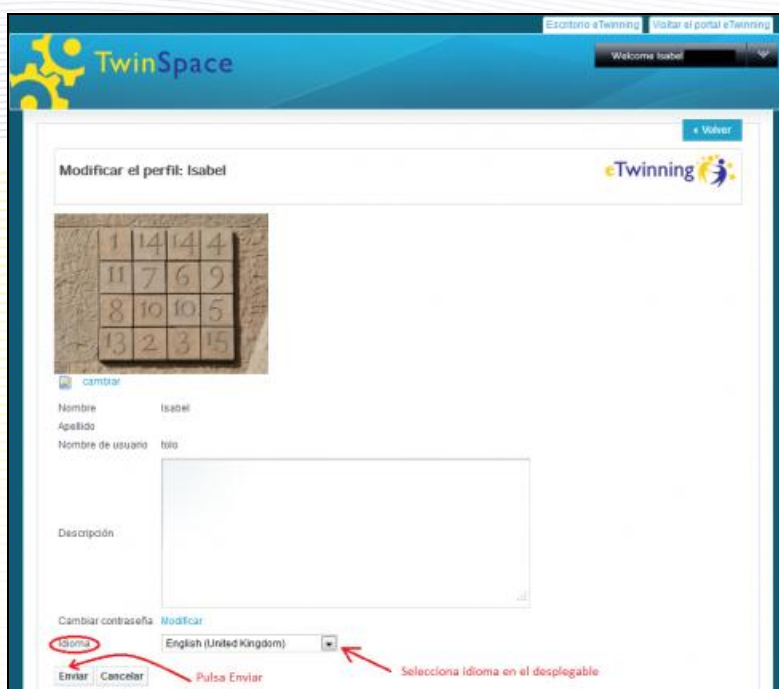 Escritorio eTwinning Visitar el portal eTwinning
TwinSpace
Welcome Isabel
« Volver
Modificar el perfil: Isabel
eTwinning
1 14 14 4
11 7 6 9
8 10 10 5
13 2 3 15
cambiar
Nombre Isabel
Apellido
Nombre de usuario tolo
Descripción
Cambiar contraseña Modificar
Idioma English (United Kingdom)
Selecciona idioma en el desplegable
Enviar Cancelar Pulsa Enviar